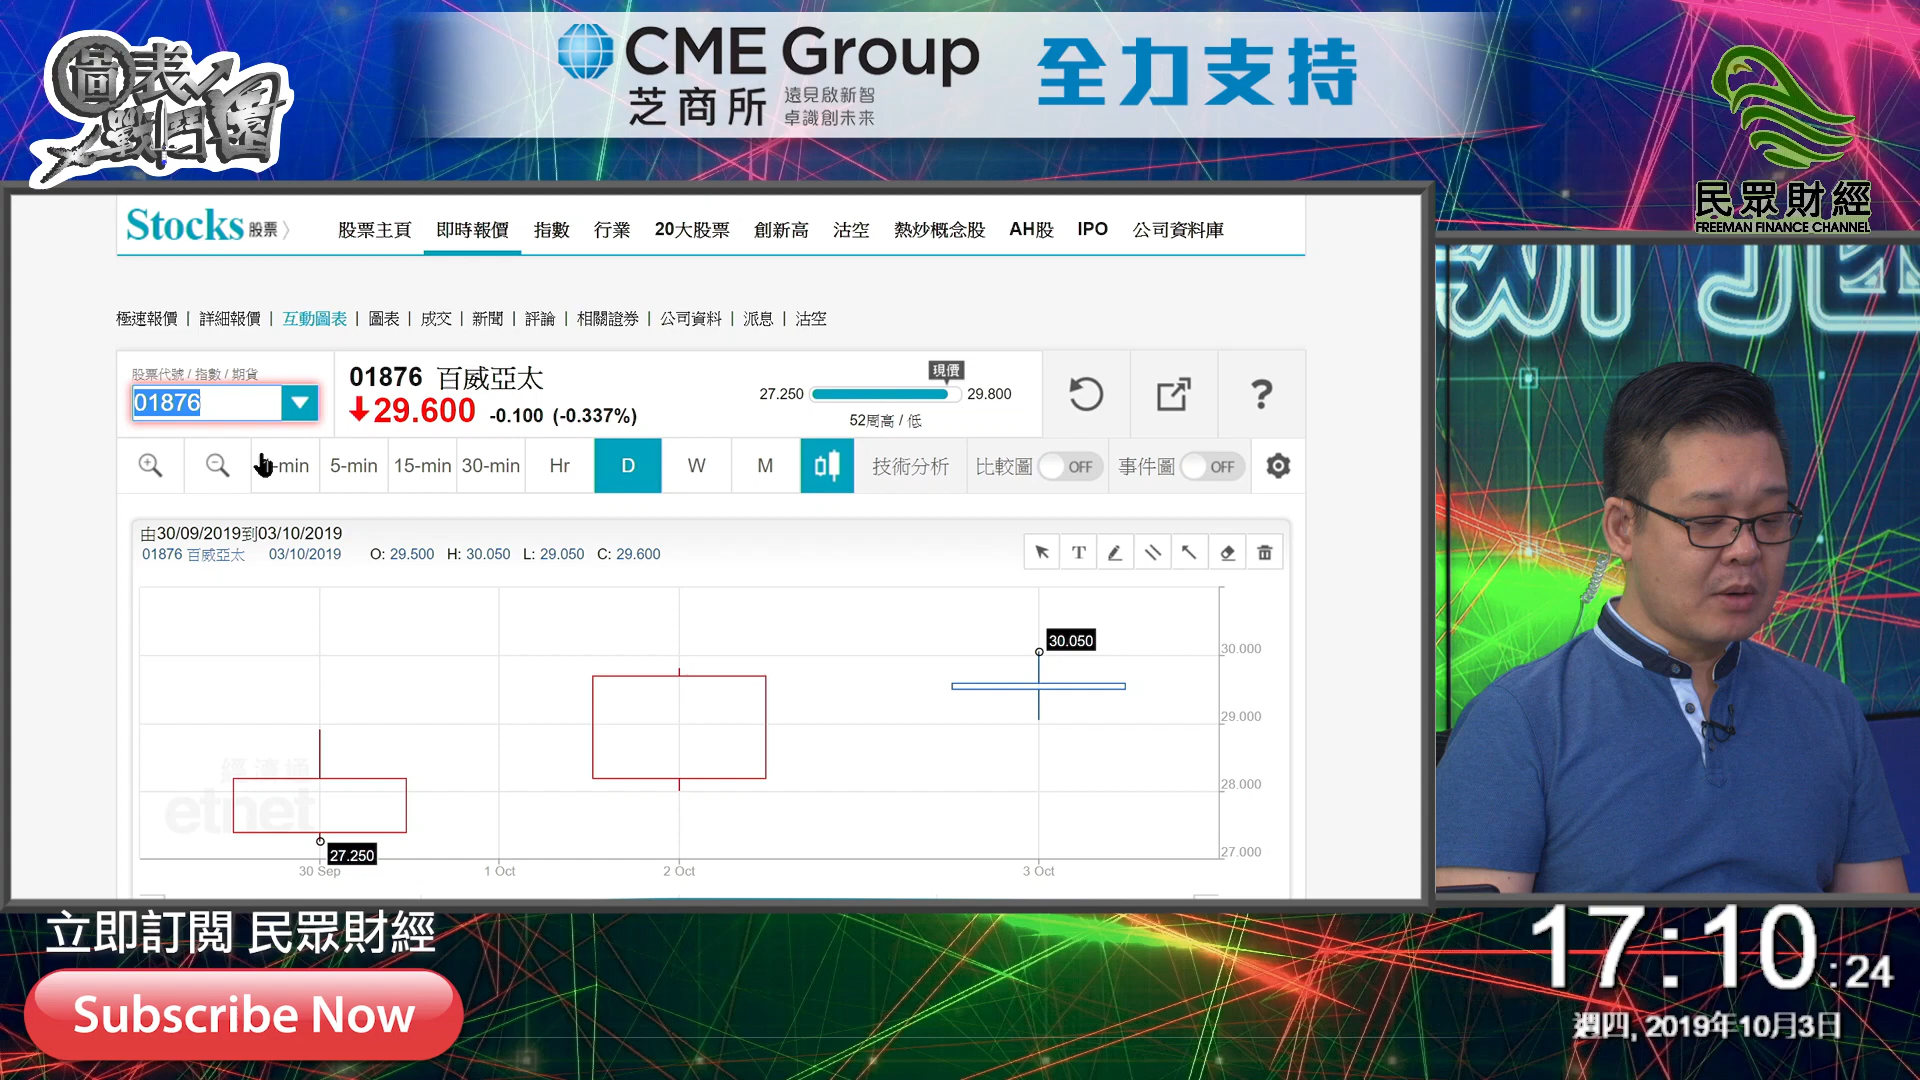 圖表
戰鬥團
CME Group
芝商所
遠見啟新智
卓識創未來
全力支持
民眾財經
FREEMAN FINANCE CHANNEL
Stocks 股票
股票主頁 即時報價 指數 行業 20大股票 創新高 沽空 熱炒概念股 AH股 IPO 公司資料庫
極速報價 | 詳細報價 | 互動圖表 | 圖表 | 成交 | 新聞 | 評論 | 相關證券 | 公司資料 | 派息 | 沽空
股票代號 / 指數 / 期貨
01876
01876 百威亞太
29.600 -0.100 (-0.337%)
現價
27.250 29.800
52周高 / 低
?
-min 5-min 15-min 30-min Hr D W M 技術分析 比較圖 OFF 事件圖 OFF
由30/09/2019到03/10/2019
01876 百威亞太 03/10/2019 O: 29.500 H: 30.050 L: 29.050 C: 29.600
T
30.050
30.000
29.000
28.000
27.000
經濟通
etnet
27.250
30 Sep 1 Oct 2 Oct 3 Oct
立即訂閱 民眾財經
Subscribe Now
17:10:24
週四, 2019年10月3日